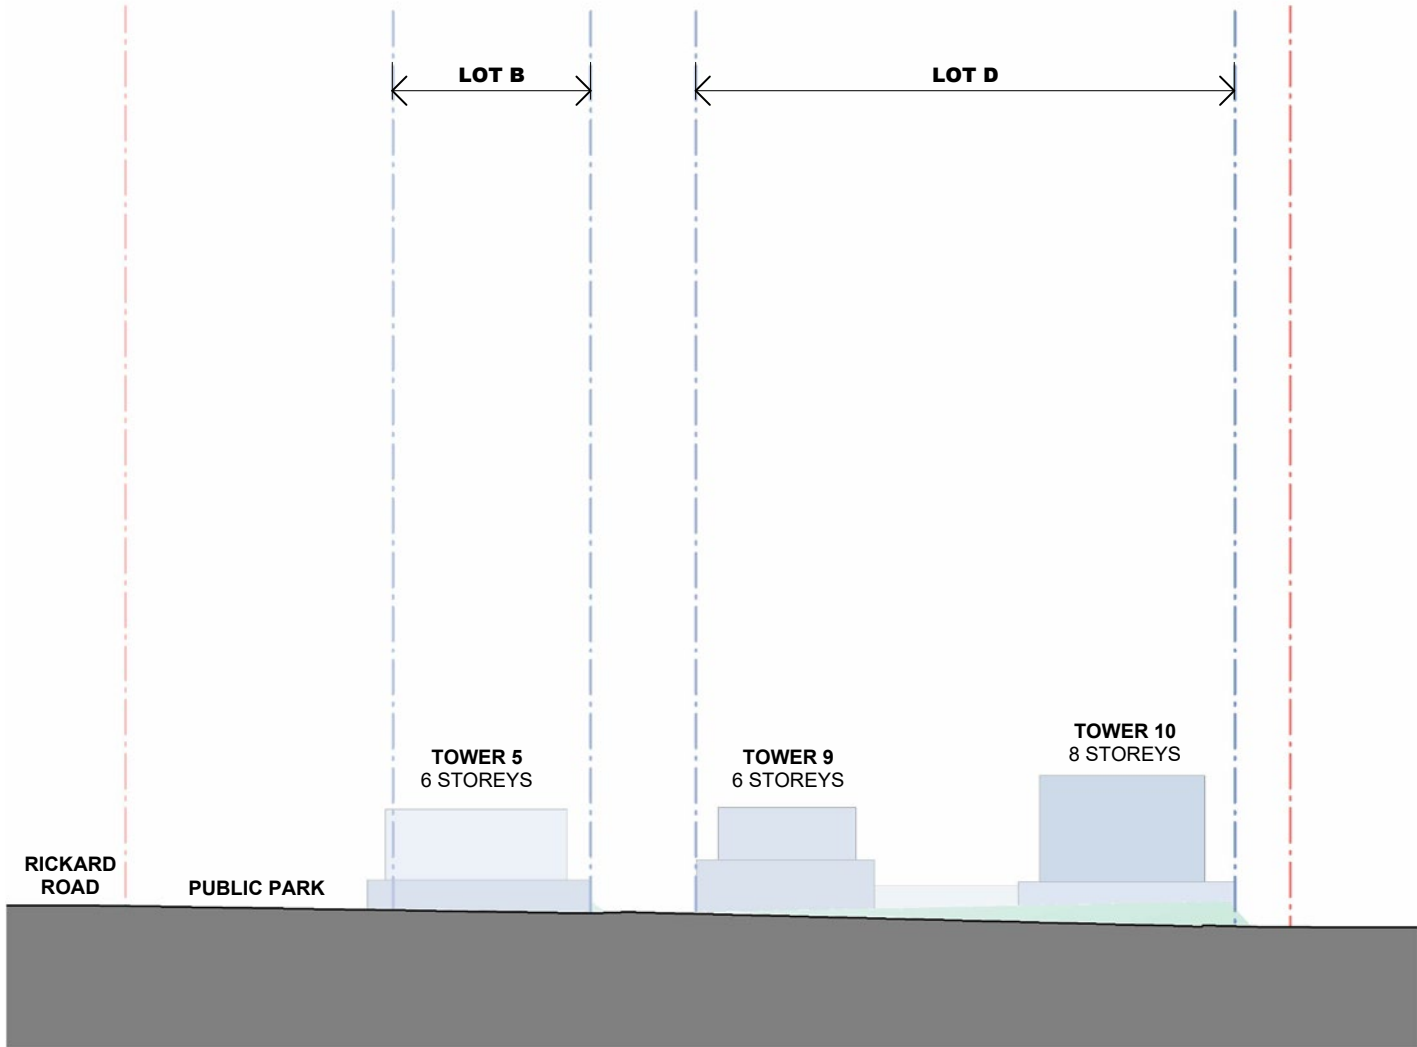 LOT B
LOT D
TOWER 5
6 STOREYS
TOWER 9
6 STOREYS
TOWER 10
8 STOREYS
RICKARD
ROAD
PUBLIC PARK